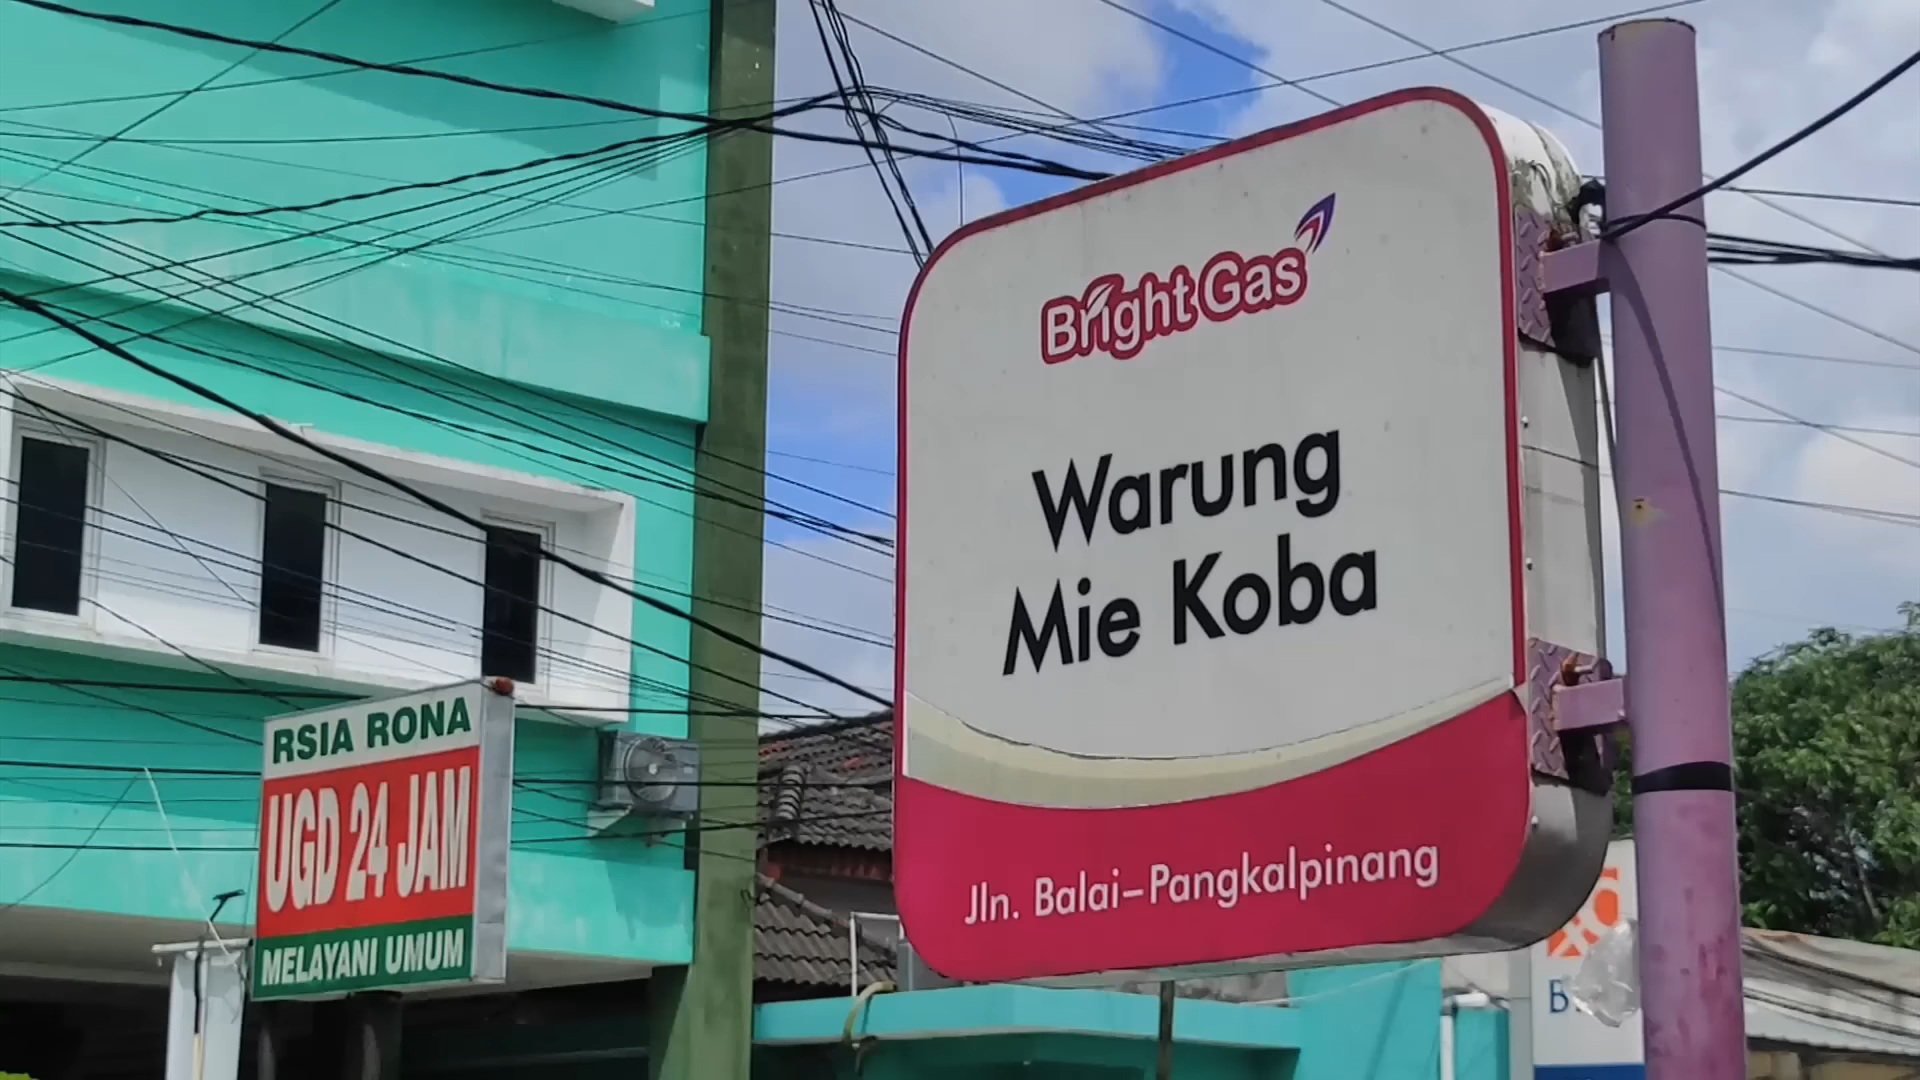 Bright Gas
Warung
Mie Koba
Jln. Balai-Pangkalpinang
RSIA RONA
UGD 24 JAM
MELAYANI UMUM